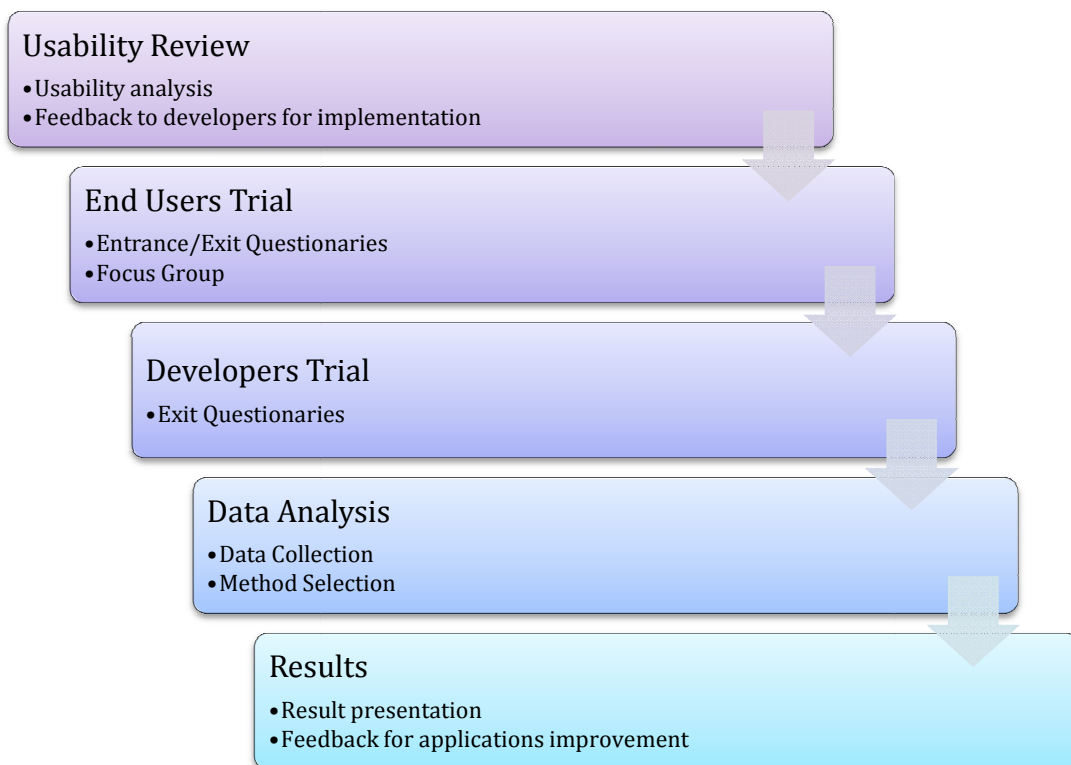 Usability Review
•Usability analysis
•Feedback to developers for implementation
End Users Trial
•Entrance/Exit Questionaries
•Focus Group
Developers Trial
•Exit Questionaries
Data Analysis
•Data Collection
•Method Selection
Results
•Result presentation
•Feedback for applications improvement